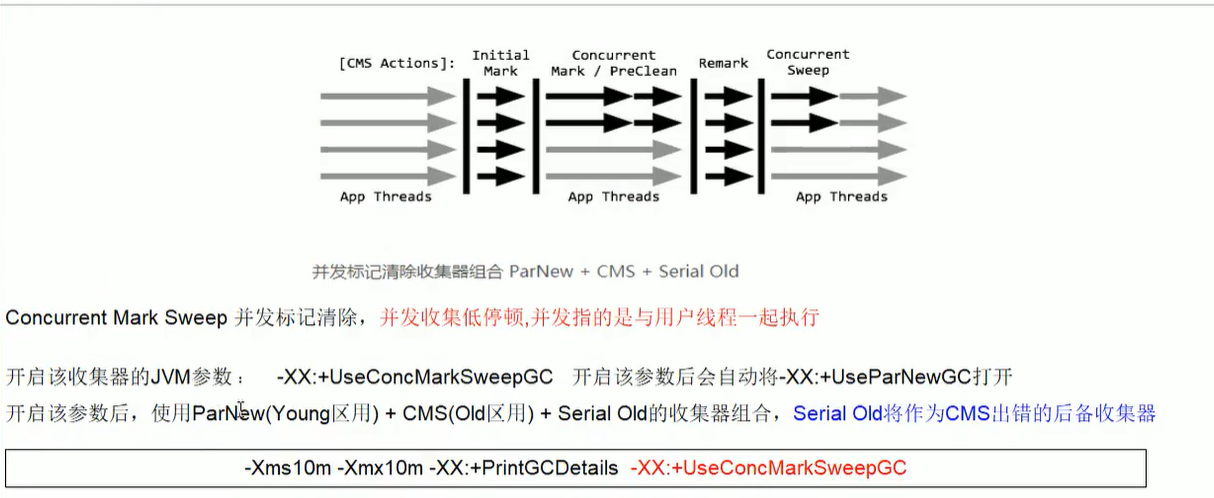 [CMS Actions]: Initial Mark Concurrent Mark / PreClean Remark Concurrent Sweep
App Threads App Threads App Threads
并发标记清除收集器组合 ParNew + CMS + Serial Old
Concurrent Mark Sweep 并发标记清除，并发收集低停顿,并发指的是与用户线程一起执行
开启该收集器的JVM参数： -XX:+UseConcMarkSweepGC 开启该参数后会自动将-XX:+UseParNewGC打开
开启该参数后，使用ParNew(Young区用) + CMS(Old区用) + Serial Old的收集器组合，Serial Old将作为CMS出错的后备收集器
-Xms10m -Xmx10m -XX:+PrintGCDetails -XX:+UseConcMarkSweepGC